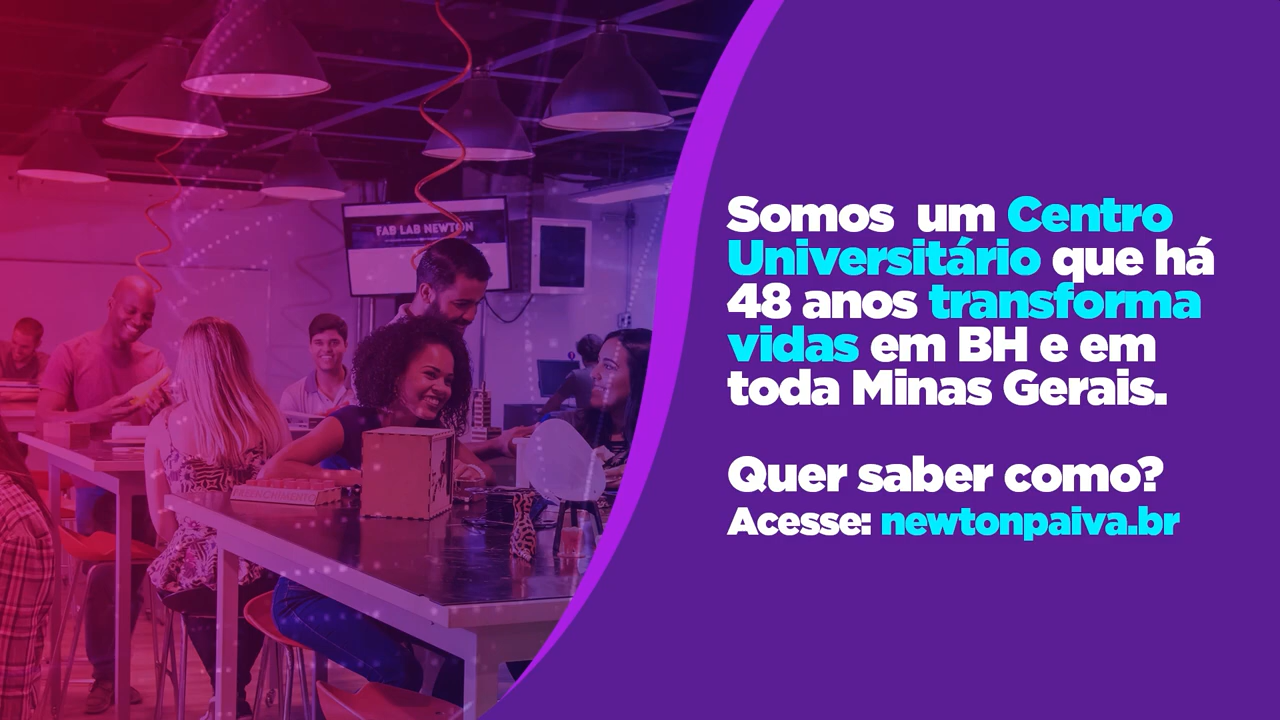 FAB LAB NEWTON
Somos um Centro
Universitário que há
48 anos transforma
vidas em BH e em
toda Minas Gerais.
Quer saber como?
Acesse: newtonpaiva.br